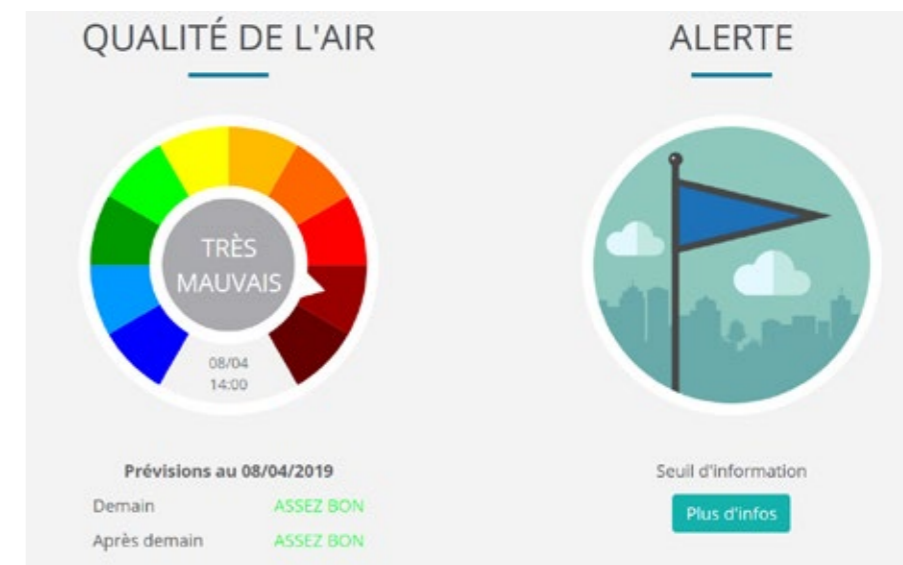 QUALITÉ DE L'AIR
TRÈS
MAUVAIS
08/04
14:00
Prévisions au 08/04/2019
Demain ASSEZ BON
Après demain ASSEZ BON
ALERTE
Seuil d'information
Plus d'infos